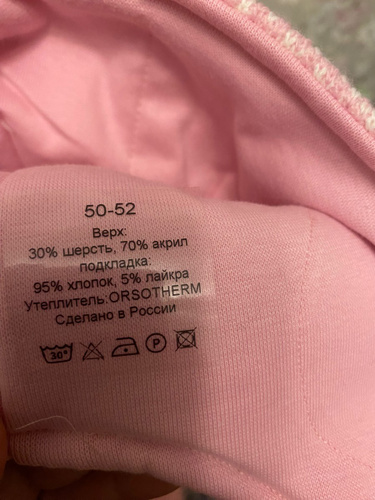 50-52
Верх:
30% шерсть, 70% акрил
подкладка:
95% хлопок, 5% лайкра
Утеплитель:ORSOTHERM
Сделано в России
30° P